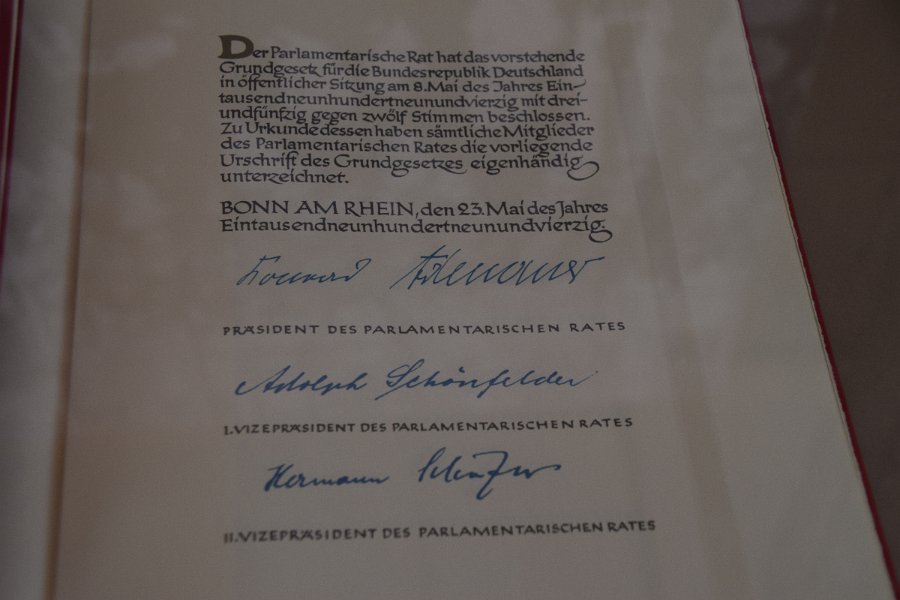 Der Parlamentarische Rat hat das vorstehende
Grundgesetz für die Bundesrepublik Deutschland
in öffentlicher Sitzung am 8. Mai des Jahres Ein-
tausendneunhundertneunundvierzig mit drei-
undfünfzig gegen zwölf Stimmen beschlossen.
Zu Urkunde dessen haben sämtliche Mitglieder
des Parlamentarischen Rates die vorliegende
Urschrift des Grundgesetzes eigenhändig
unterzeichnet.
BONN AM RHEIN, den 23. Mai des Jahres
Eintausendneunhundertneunundvierzig.
Konrad Adenauer
PRÄSIDENT DES PARLAMENTARISCHEN RATES
Adolph Schönfelder
I. VIZEPRÄSIDENT DES PARLAMENTARISCHEN RATES
Hermann Schäfer
II. VIZEPRÄSIDENT DES PARLAMENTARISCHEN RATES